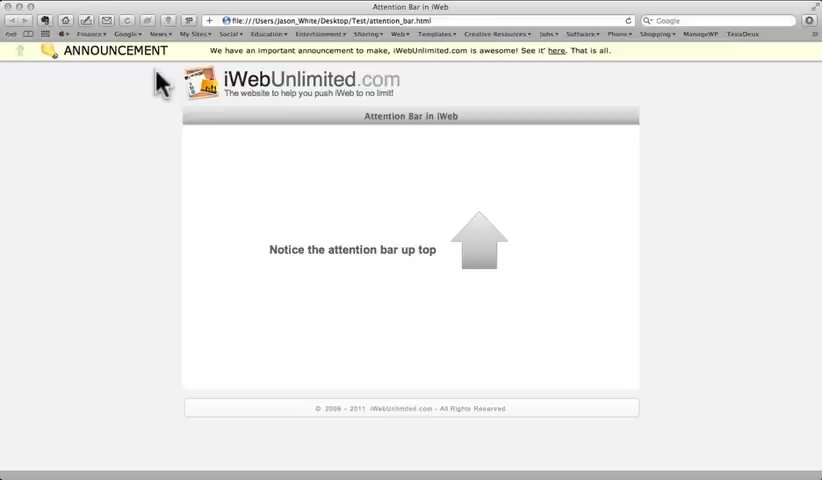 Attention Bar in iWeb
file:///Users/Jason_White/Desktop/Test/attention_bar.html
Google
Finance Google News My Sites Social Education Entertainment Sharing Web Templates Creative Resources Jobs Software Phone Shopping ManageWP TeuxDeux
ANNOUNCEMENT We have an important announcement to make, iWebUnlimited.com is awesome! See it' here. That is all.
iWebUnlimited.com
The website to help you push iWeb to no limit!
Attention Bar in iWeb
Notice the attention bar up top
© 2008 - 2011 iWebUnlimited.com - All Rights Reserved